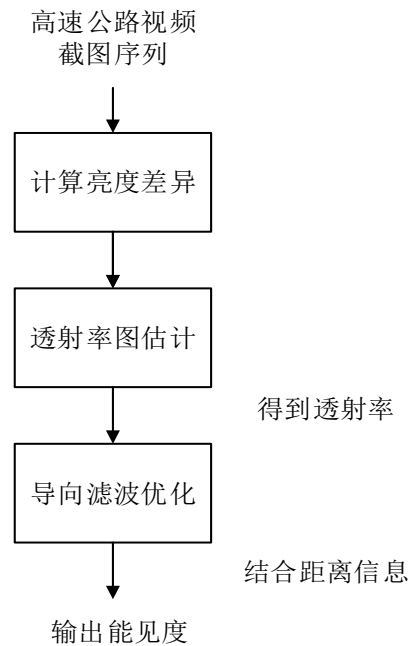 高速公路视频
截图序列
计算亮度差异
透射率图估计
得到透射率
导向滤波优化
结合距离信息
输出能见度